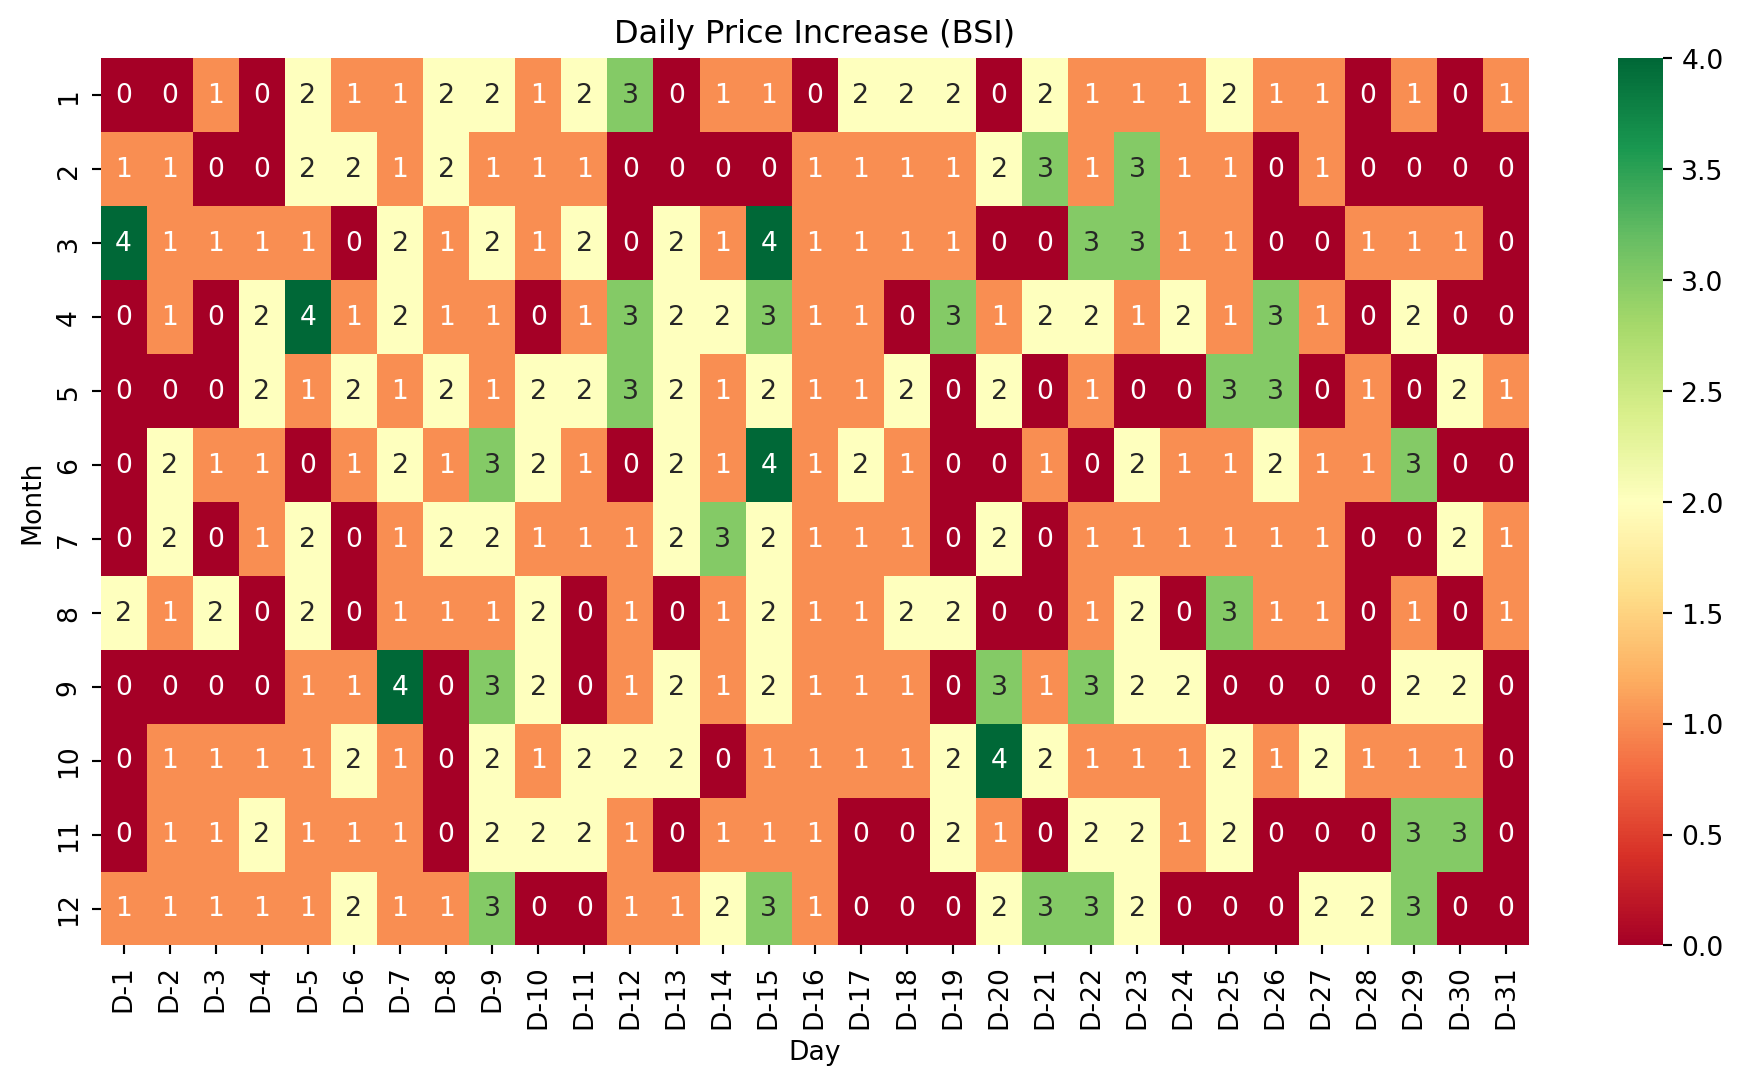 Daily Price Increase (BSI)
1 0 0 1 0 2 1 1 2 2 1 2 3 0 1 1 0 2 2 2 0 2 1 1 1 2 1 1 0 1 0 1
2 1 1 0 0 2 2 1 2 1 1 1 0 0 0 0 1 1 1 1 2 3 1 3 1 1 0 1 0 0 0 0
3 4 1 1 1 1 0 2 1 2 1 2 0 2 1 4 1 1 1 1 0 0 3 3 1 1 0 0 1 1 1 0
4 0 1 0 2 4 1 2 1 1 0 1 3 2 2 3 1 1 0 3 1 2 2 1 2 1 3 1 0 2 0 0
5 0 0 0 2 1 2 1 2 1 2 2 3 2 1 2 1 1 2 0 2 0 1 0 0 3 3 0 1 0 2 1
6 0 2 1 1 0 1 2 1 3 2 1 0 2 1 4 1 2 1 0 0 1 0 2 1 1 2 1 1 3 0 0
7 0 2 0 1 2 0 1 2 2 1 1 1 2 3 2 1 1 1 0 2 0 1 1 1 1 1 1 0 0 2 1
8 2 1 2 0 2 0 1 1 1 2 0 1 0 1 2 1 1 2 2 0 0 1 2 0 3 1 1 0 1 0 1
9 0 0 0 0 1 1 4 0 3 2 0 1 2 1 2 1 1 1 0 3 1 3 2 2 0 0 0 0 2 2 0
10 0 1 1 1 1 2 1 0 2 1 2 2 2 0 1 1 1 1 2 4 2 1 1 1 2 1 2 1 1 1 0
11 0 1 1 2 1 1 1 0 2 2 2 1 0 1 1 1 0 0 2 1 0 2 2 1 2 0 0 0 3 3 0
12 1 1 1 1 1 2 1 1 3 0 0 1 1 2 3 1 0 0 0 2 3 3 2 0 0 0 2 2 3 0 0
Month
D-1 D-2 D-3 D-4 D-5 D-6 D-7 D-8 D-9 D-10 D-11 D-12 D-13 D-14 D-15 D-16 D-17 D-18 D-19 D-20 D-21 D-22 D-23 D-24 D-25 D-26 D-27 D-28 D-29 D-30 D-31
Day
4.0
3.5
3.0
2.5
2.0
1.5
1.0
0.5
0.0